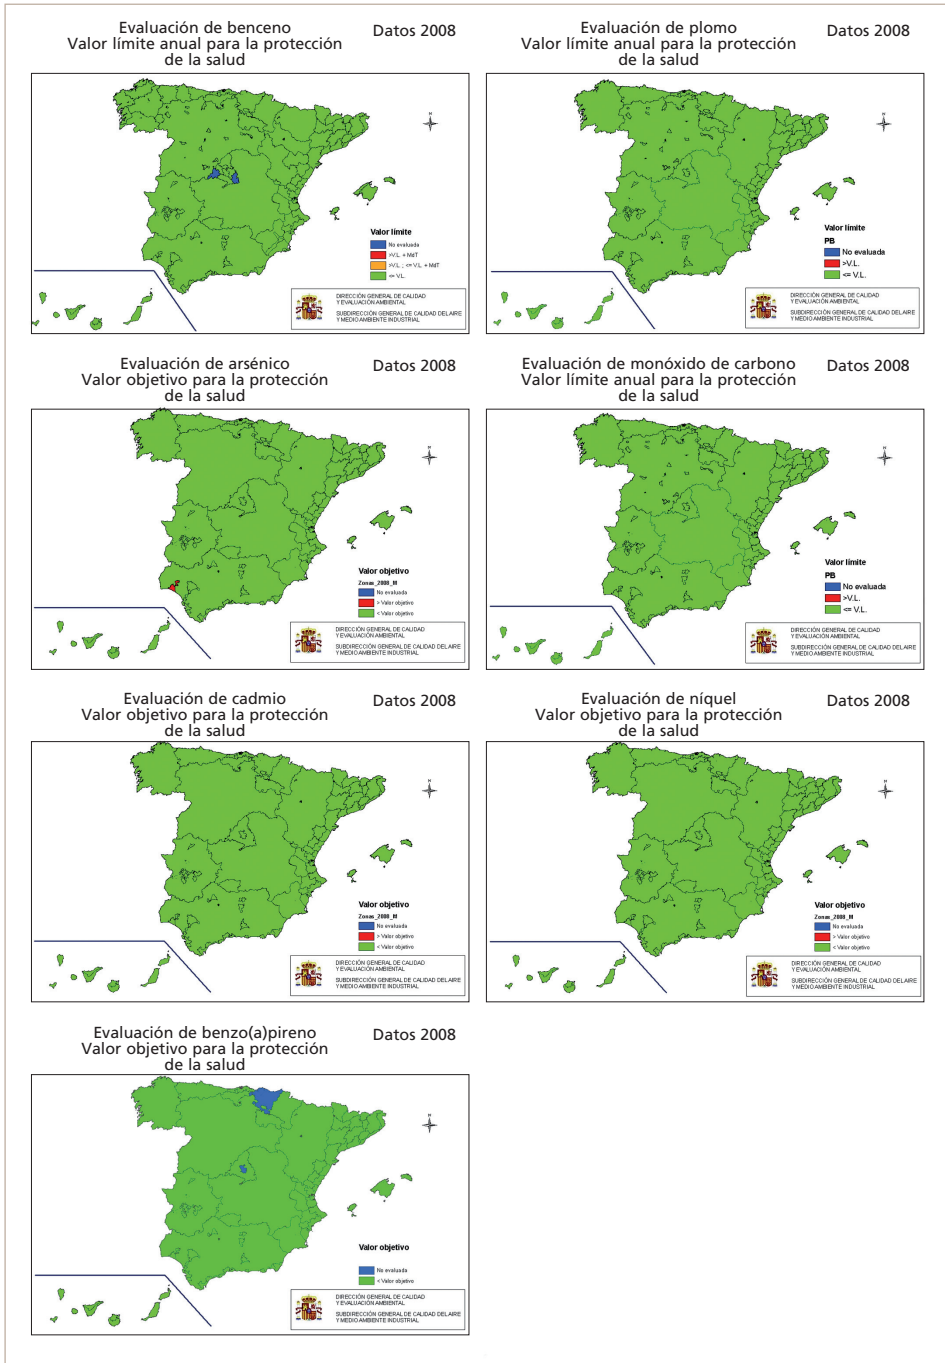 Evaluación de benceno
Valor límite anual para la protección
de la salud
Datos 2008
N
Valor límite
No evaluada
>V.L. + MdT
>V.L.; <= V.L. + MdT
<= V.L.
DIRECCIÓN GENERAL DE CALIDAD
Y EVALUACIÓN AMBIENTAL
SUBDIRECCIÓN GENERAL DE CALIDAD DEL AIRE
Y MEDIO AMBIENTE INDUSTRIAL
Evaluación de plomo
Valor límite anual para la protección
de la salud
Datos 2008
N
Valor límite
PB
No evaluada
>V.L.
<= V.L.
DIRECCIÓN GENERAL DE CALIDAD
Y EVALUACIÓN AMBIENTAL
SUBDIRECCIÓN GENERAL DE CALIDAD DEL AIRE
Y MEDIO AMBIENTE INDUSTRIAL
Evaluación de arsénico
Valor objetivo para la protección
de la salud
Datos 2008
N
Valor objetivo
Zonas_2008_M
No evaluada
> Valor objetivo
< Valor objetivo
DIRECCIÓN GENERAL DE CALIDAD
Y EVALUACIÓN AMBIENTAL
SUBDIRECCIÓN GENERAL DE CALIDAD DEL AIRE
Y MEDIO AMBIENTE INDUSTRIAL
Evaluación de monóxido de carbono
Valor límite anual para la protección
de la salud
Datos 2008
N
Valor límite
PB
No evaluada
>V.L.
<= V.L.
DIRECCIÓN GENERAL DE CALIDAD
Y EVALUACIÓN AMBIENTAL
SUBDIRECCIÓN GENERAL DE CALIDAD DEL AIRE
Y MEDIO AMBIENTE INDUSTRIAL
Evaluación de cadmio
Valor objetivo para la protección
de la salud
Datos 2008
N
Valor objetivo
Zonas_2008_M
No evaluada
> Valor objetivo
< Valor objetivo
DIRECCIÓN GENERAL DE CALIDAD
Y EVALUACIÓN AMBIENTAL
SUBDIRECCIÓN GENERAL DE CALIDAD DEL AIRE
Y MEDIO AMBIENTE INDUSTRIAL
Evaluación de níquel
Valor objetivo para la protección
de la salud
Datos 2008
N
Valor objetivo
Zonas_2008_M
No evaluada
> Valor objetivo
< Valor objetivo
DIRECCIÓN GENERAL DE CALIDAD
Y EVALUACIÓN AMBIENTAL
SUBDIRECCIÓN GENERAL DE CALIDAD DEL AIRE
Y MEDIO AMBIENTE INDUSTRIAL
Evaluación de benzo(a)pireno
Valor objetivo para la protección
de la salud
Datos 2008
N
Valor objetivo
No evaluada
< Valor objetivo
DIRECCIÓN GENERAL DE CALIDAD
Y EVALUACIÓN AMBIENTAL
SUBDIRECCIÓN GENERAL DE CALIDAD DEL AIRE
Y MEDIO AMBIENTE INDUSTRIAL